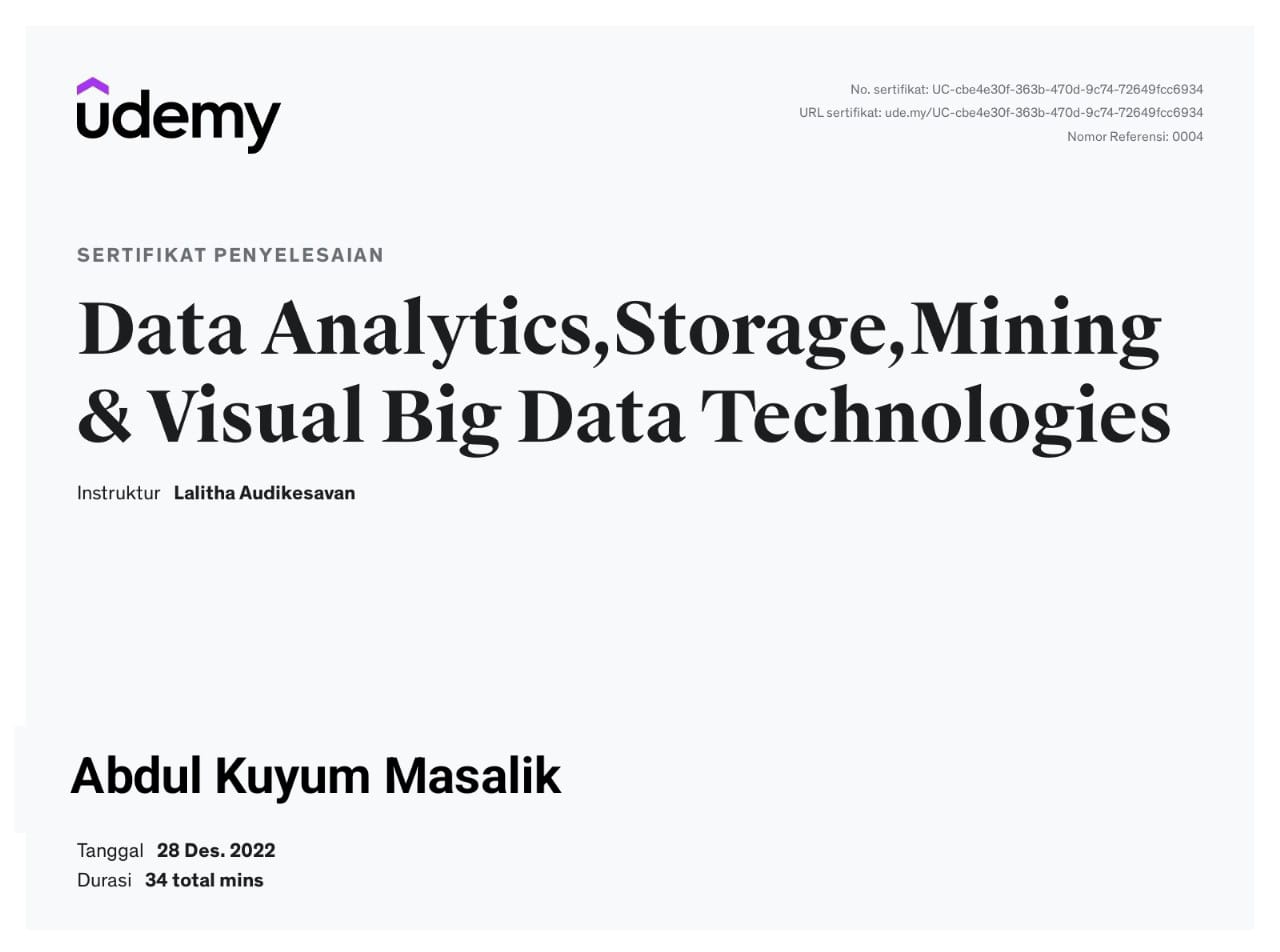 udemy
No. sertifikat: UC-cbe4e30f-363b-470d-9c74-72649fcc6934
URL sertifikat: ude.my/UC-cbe4e30f-363b-470d-9c74-72649fcc6934
Nomor Referensi: 0004
SERTIFIKAT PENYELESAIAN
Data Analytics,Storage,Mining
& Visual Big Data Technologies
Instruktur Lalitha Audikesavan
Abdul Kuyum Masalik
Tanggal 28 Des. 2022
Durasi 34 total mins